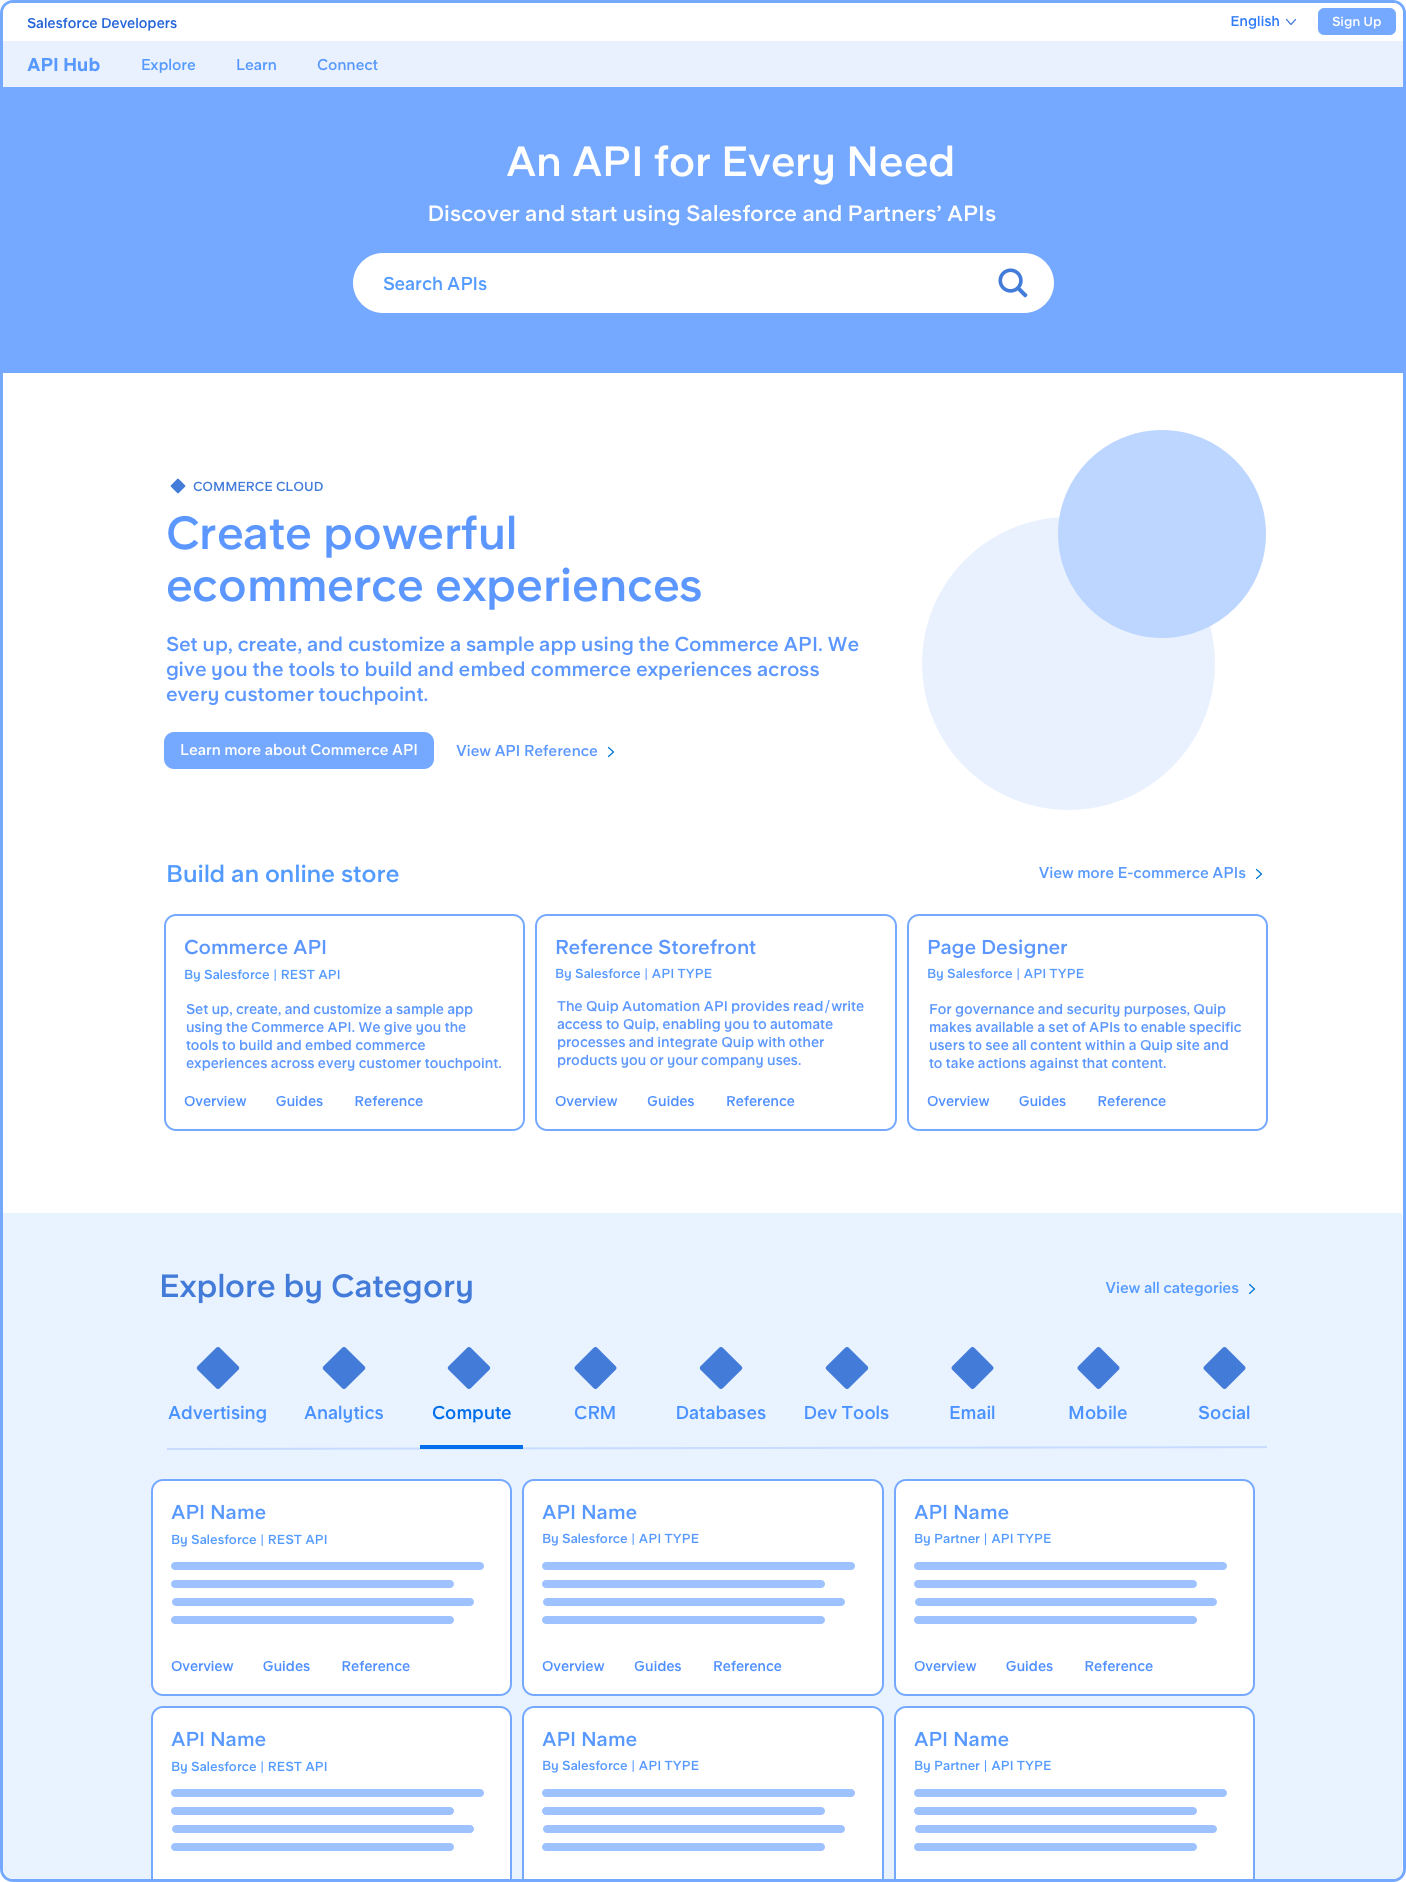 Salesforce Developers
English
Sign Up
API Hub
Explore
Learn
Connect
An API for Every Need
Discover and start using Salesforce and Partners’ APIs
Search APIs
COMMERCE CLOUD
Create powerful
ecommerce experiences
Set up, create, and customize a sample app using the Commerce API. We
give you the tools to build and embed commerce experiences across
every customer touchpoint.
Learn more about Commerce API
View API Reference
Build an online store
View more E-commerce APIs
Commerce API
By Salesforce | REST API
Set up, create, and customize a sample app
using the Commerce API. We give you the
tools to build and embed commerce
experiences across every customer touchpoint.
Overview
Guides
Reference
Reference Storefront
By Salesforce | API TYPE
The Quip Automation API provides read/write
access to Quip, enabling you to automate
processes and integrate Quip with other
products you or your company uses.
Overview
Guides
Reference
Page Designer
By Salesforce | API TYPE
For governance and security purposes, Quip
makes available a set of APIs to enable specific
users to see all content within a Quip site and
to take actions against that content.
Overview
Guides
Reference
Explore by Category
View all categories
Advertising
Analytics
Compute
CRM
Databases
Dev Tools
Email
Mobile
Social
API Name
By Salesforce | REST API
Overview
Guides
Reference
API Name
By Salesforce | API TYPE
Overview
Guides
Reference
API Name
By Partner | API TYPE
Overview
Guides
Reference
API Name
By Salesforce | REST API
API Name
By Salesforce | API TYPE
API Name
By Partner | API TYPE